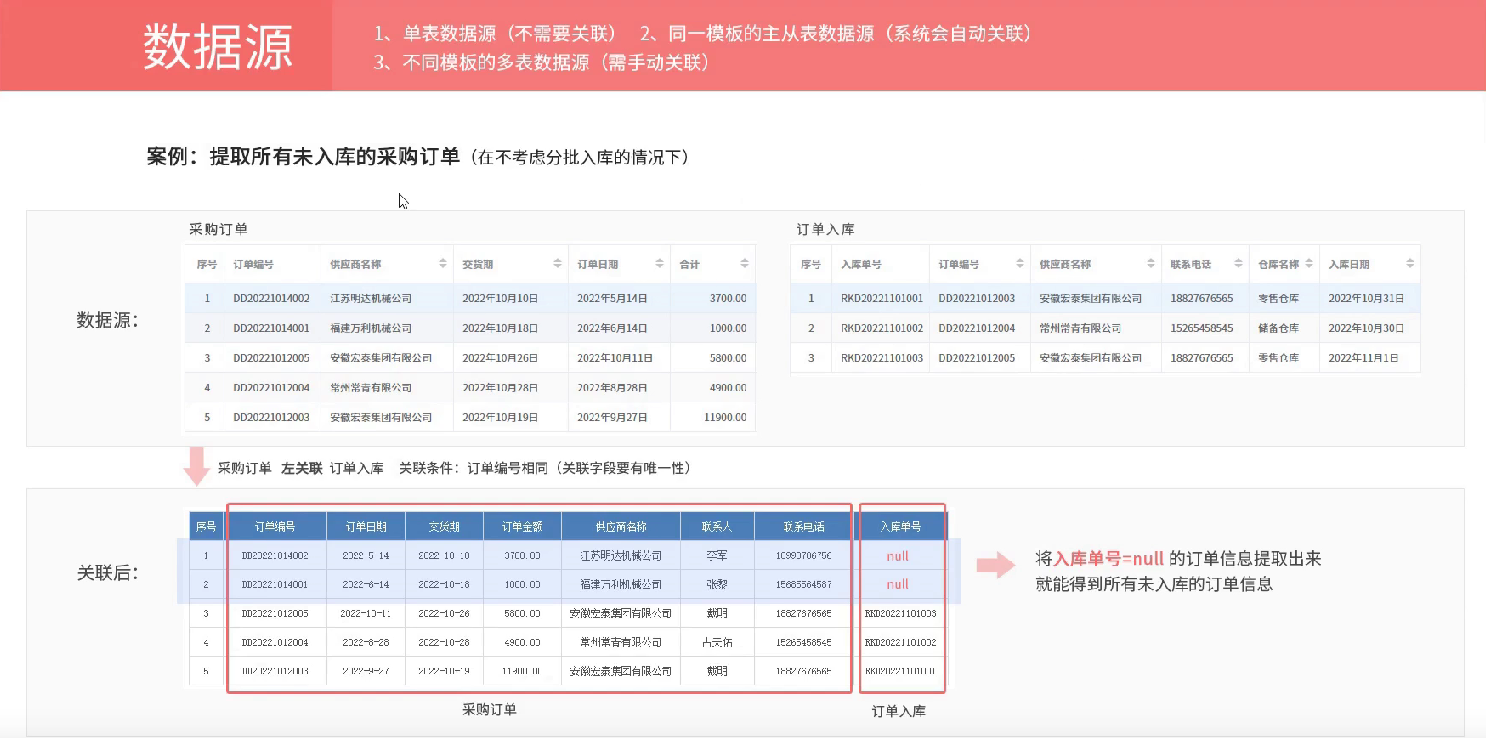 数据源
1、单表数据源（不需要关联） 2、同一模板的主从表数据源（系统会自动关联）
3、不同模板的多表数据源（需手动关联）
案例：提取所有未入库的采购订单（在不考虑分批入库的情况下）
数据源：
采购订单
序号 订单编号 供应商名称 交货期 订单日期 合计
1 DD20221014002 江苏明达机械公司 2022年10月10日 2022年5月14日 3700.00
2 DD20221014001 福建万利机械公司 2022年10月18日 2022年6月14日 1000.00
3 DD20221012005 安徽宏泰集团有限公司 2022年10月26日 2022年10月11日 5800.00
4 DD20221012004 常州常青有限公司 2022年10月28日 2022年8月28日 4900.00
5 DD20221012003 安徽宏泰集团有限公司 2022年10月19日 2022年9月27日 11900.00
订单入库
序号 入库单号 订单编号 供应商名称 联系电话 仓库名称 入库日期
1 RKD20221101001 DD20221012003 安徽宏泰集团有限公司 18827676565 零售仓库 2022年10月31日
2 RKD20221101002 DD20221012004 常州常青有限公司 15265458545 储备仓库 2022年10月30日
3 RKD20221101003 DD20221012005 安徽宏泰集团有限公司 18827676565 零售仓库 2022年11月1日
采购订单 左关联 订单入库 关联条件：订单编号相同（关联字段要有唯一性）
关联后：
序号 订单编号 订单日期 交货期 订单金额 供应商名称 联系人 联系电话 入库单号
1 DD20221014002 2022-5-14 2022-10-10 3700.00 江苏明达机械公司 李军 null
2 DD20221014001 2022-6-14 2022-10-18 1000.00 福建万利机械公司 张黎 null
3 DD20221012005 2022-10-11 2022-10-26 5800.00 安徽宏泰集团有限公司 戴明 18827676565 RKD20221101003
4 DD20221012004 2022-8-28 2022-10-28 4900.00 常州常青有限公司 15265458545 RKD20221101002
5 DD20221012003 2022-9-27 2022-10-19 11900.00 安徽宏泰集团有限公司 戴明 18827676565 RKD20221101001
采购订单
订单入库
将入库单号=null 的订单信息提取出来
就能得到所有未入库的订单信息